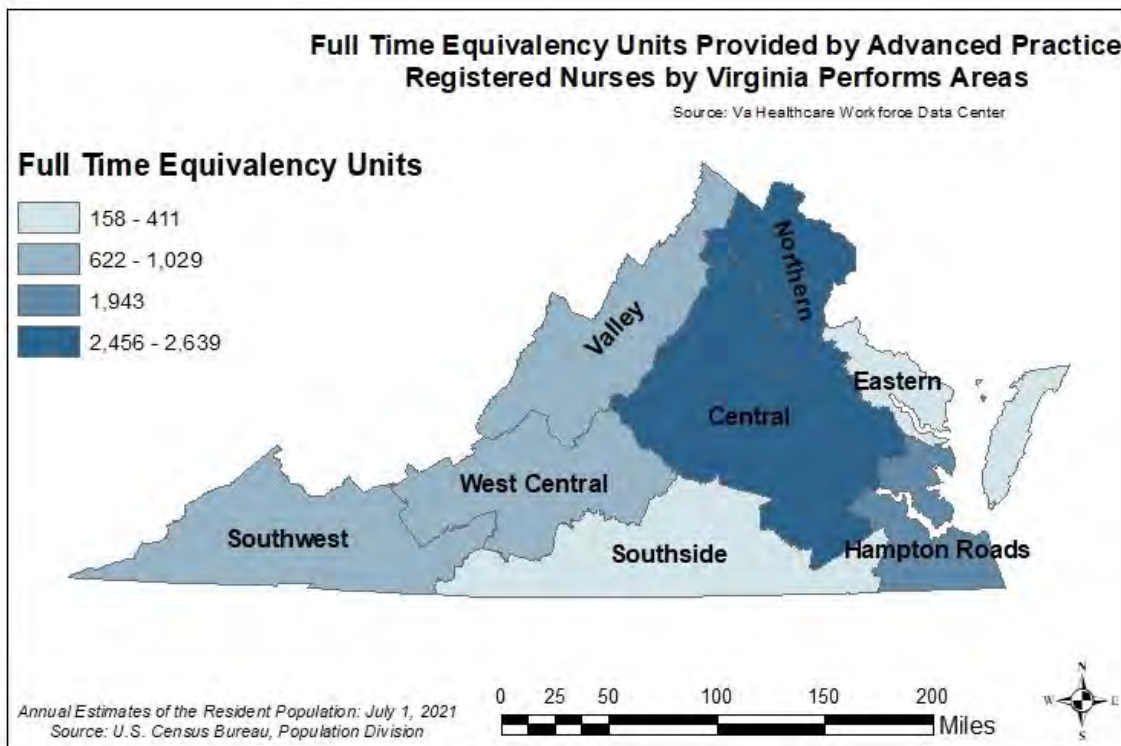 Full Time Equivalency Units Provided by Advanced Practice
Registered Nurses by Virginia Performs Areas
Source: Va Healthcare Workforce Data Center
Full Time Equivalency Units
158 - 411
622 - 1,029
1,943
2,456 - 2,639
Northern
Valley
Eastern
Central
West Central
Southwest
Southside
Hampton Roads
Annual Estimates of the Resident Population: July 1, 2021
Source: U.S. Census Bureau, Population Division
0 25 50 100 150 200
Miles
N
W E
S